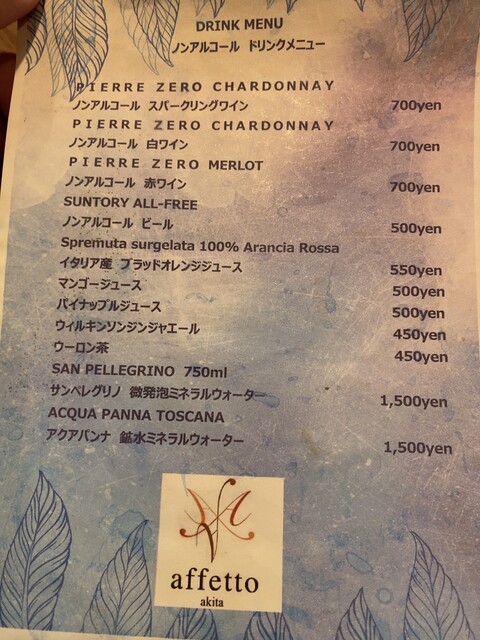 DRINK MENU
ノンアルコール ドリンクメニュー
PIERRE ZERO CHARDONNAY
ノンアルコール スパークリングワイン 700yen
PIERRE ZERO CHARDONNAY
ノンアルコール 白ワイン 700yen
PIERRE ZERO MERLOT
ノンアルコール 赤ワイン 700yen
SUNTORY ALL-FREE
ノンアルコール ビール 500yen
Spremuta surgelata 100% Arancia Rossa
イタリア産 ブラッドオレンジジュース 550yen
マンゴージュース 500yen
パイナップルジュース 500yen
ウィルキンソンジンジャエール 450yen
ウーロン茶 450yen
SAN PELLEGRINO 750ml
サンペレグリノ 微発泡ミネラルウォーター 1,500yen
ACQUA PANNA TOSCANA
アクアパンナ 鉱水ミネラルウォーター 1,500yen
affetto
akita